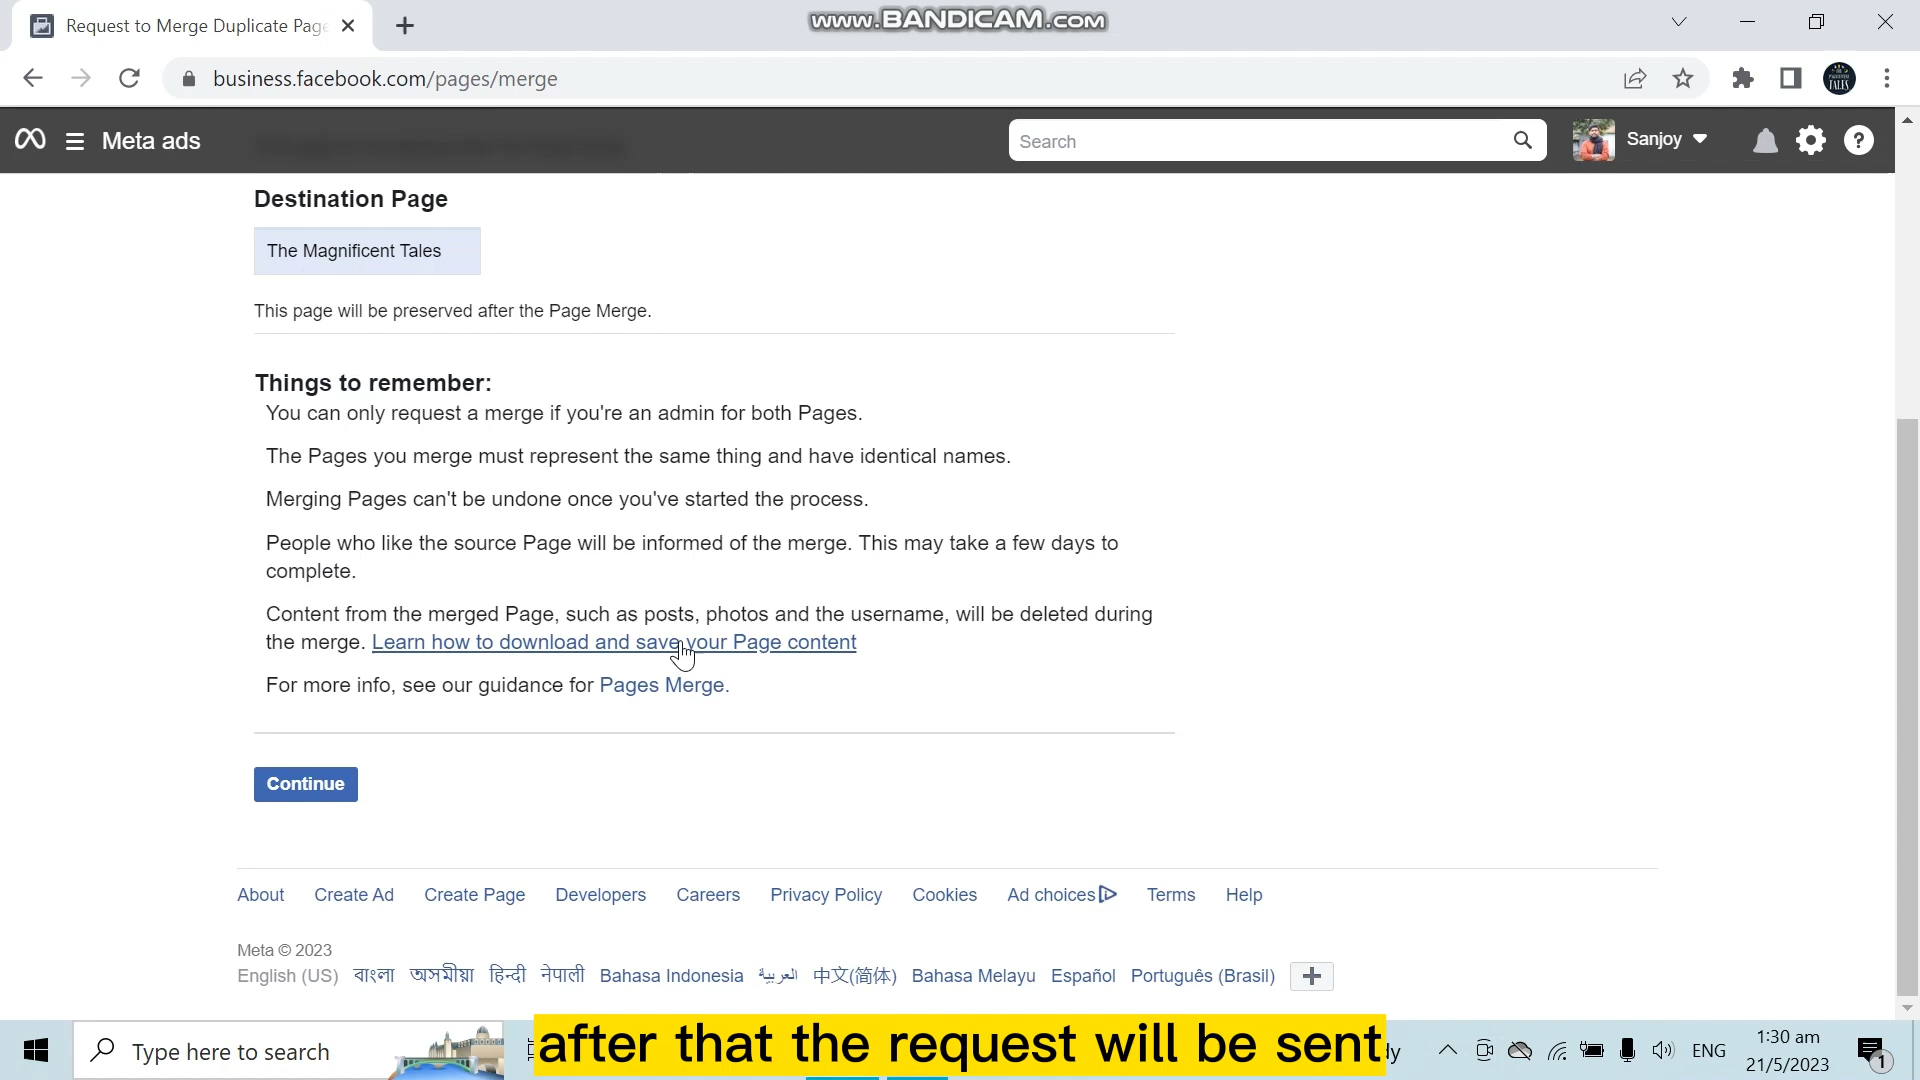 Request to Merge Duplicate Page
www.BANDICAM.com
business.facebook.com/pages/merge
Meta ads
Search
Sanjoy
Destination Page
The Magnificent Tales
This page will be preserved after the Page Merge.
Things to remember:
You can only request a merge if you're an admin for both Pages.
The Pages you merge must represent the same thing and have identical names.
Merging Pages can't be undone once you've started the process.
People who like the source Page will be informed of the merge. This may take a few days to
complete.
Content from the merged Page, such as posts, photos and the username, will be deleted during
the merge. Learn how to download and save your Page content
For more info, see our guidance for Pages Merge.
Continue
About Create Ad Create Page Developers Careers Privacy Policy Cookies Ad choices Terms Help
Meta © 2023
English (US) বাংলা অসমীয়া हिन्दी नेपाली Bahasa Indonesia العربية 中文(简体) Bahasa Melayu Español Português (Brasil) +
Type here to search
after that the request will be sent
ENG
1:30 am
21/5/2023
1